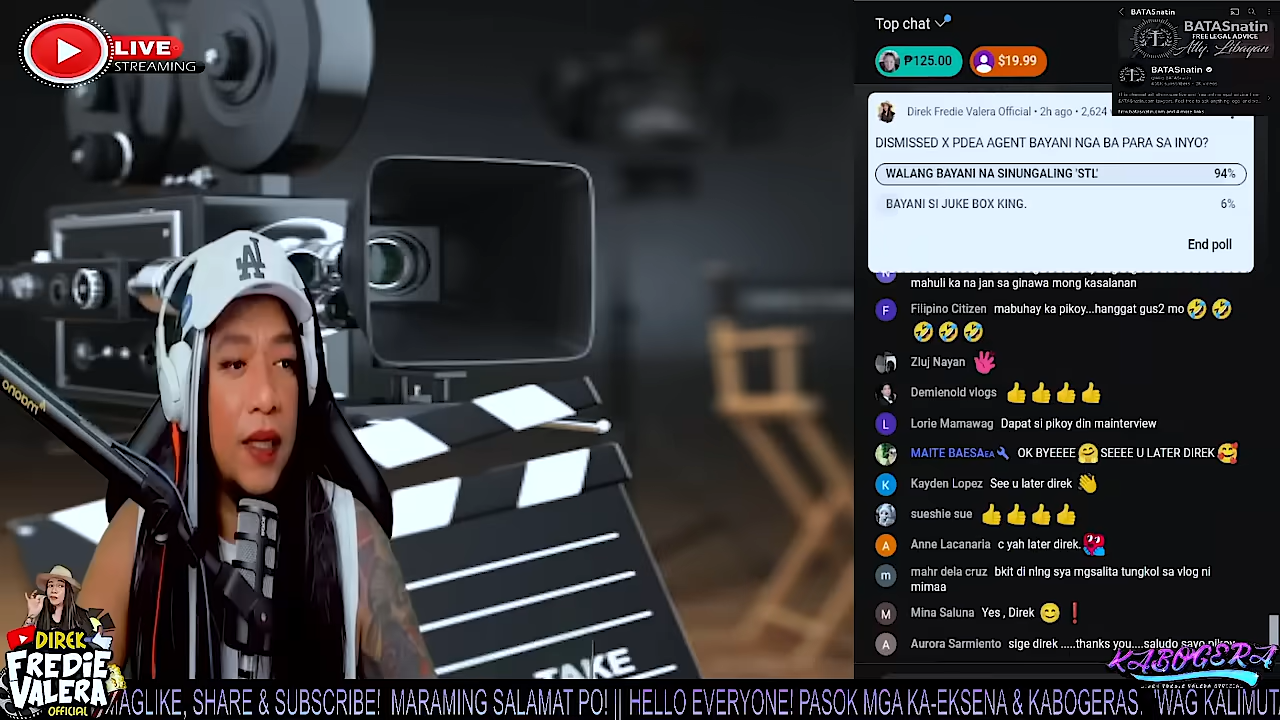 LIVE
STREAMING
maono
LA
TAKE
DIREK
FREDIE
VALERA
OFFICIAL
Top chat
₱125.00
$19.99
BATASnatin
BATASnatin
FREE LEGAL ADVICE
Atty. Libayan
BATASnatin
Direk Fredie Valera Official • 2h ago • 2,624
DISMISSED X PDEA AGENT BAYANI NGA BA PARA SA INYO?
WALANG BAYANI NA SINUNGALING 'STL' 94%
BAYANI SI JUKE BOX KING. 6%
End poll
mahuli ka na jan sa ginawa mong kasalanan
F Filipino Citizen mabuhay ka pikoy...hanggat gus2 mo 🤣 🤣
🤣 🤣 🤣
Zluj Nayan
Demienold vlogs 👍👍👍👍
L Lorie Mamawag Dapat si pikoy din mainterview
MAITE BAESAEA OK BYEEEE 🤗 SEEEE U LATER DIREK 🥰
K Kayden Lopez See u later direk 👋
sueshie sue 👍👍👍👍
A Anne Lacanaria c yah later direk.
m mahr dela cruz bkit di nlng sya mgsalita tungkol sa vlog ni
mimaa
M Mina Saluna Yes , Direk 😊 ❗
A Aurora Sarmiento sige direk .....thanks you....saludo sayo pikoy
KABOGERA
MAGLIKE, SHARE & SUBSCRIBE! MARAMING SALAMAT PO! || HELLO EVERYONE! PASOK MGA KA-EKSENA & KABOGERAS. WAG KALIMUTA